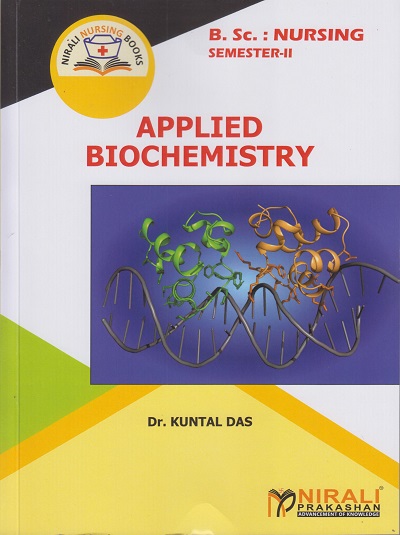 NIRALI NURSING BOOKS
B. Sc. : NURSING
SEMESTER-II
APPLIED
BIOCHEMISTRY
Dr. KUNTAL DAS
NIRALI®
PRAKASHAN
ADVANCEMENT OF KNOWLEDGE